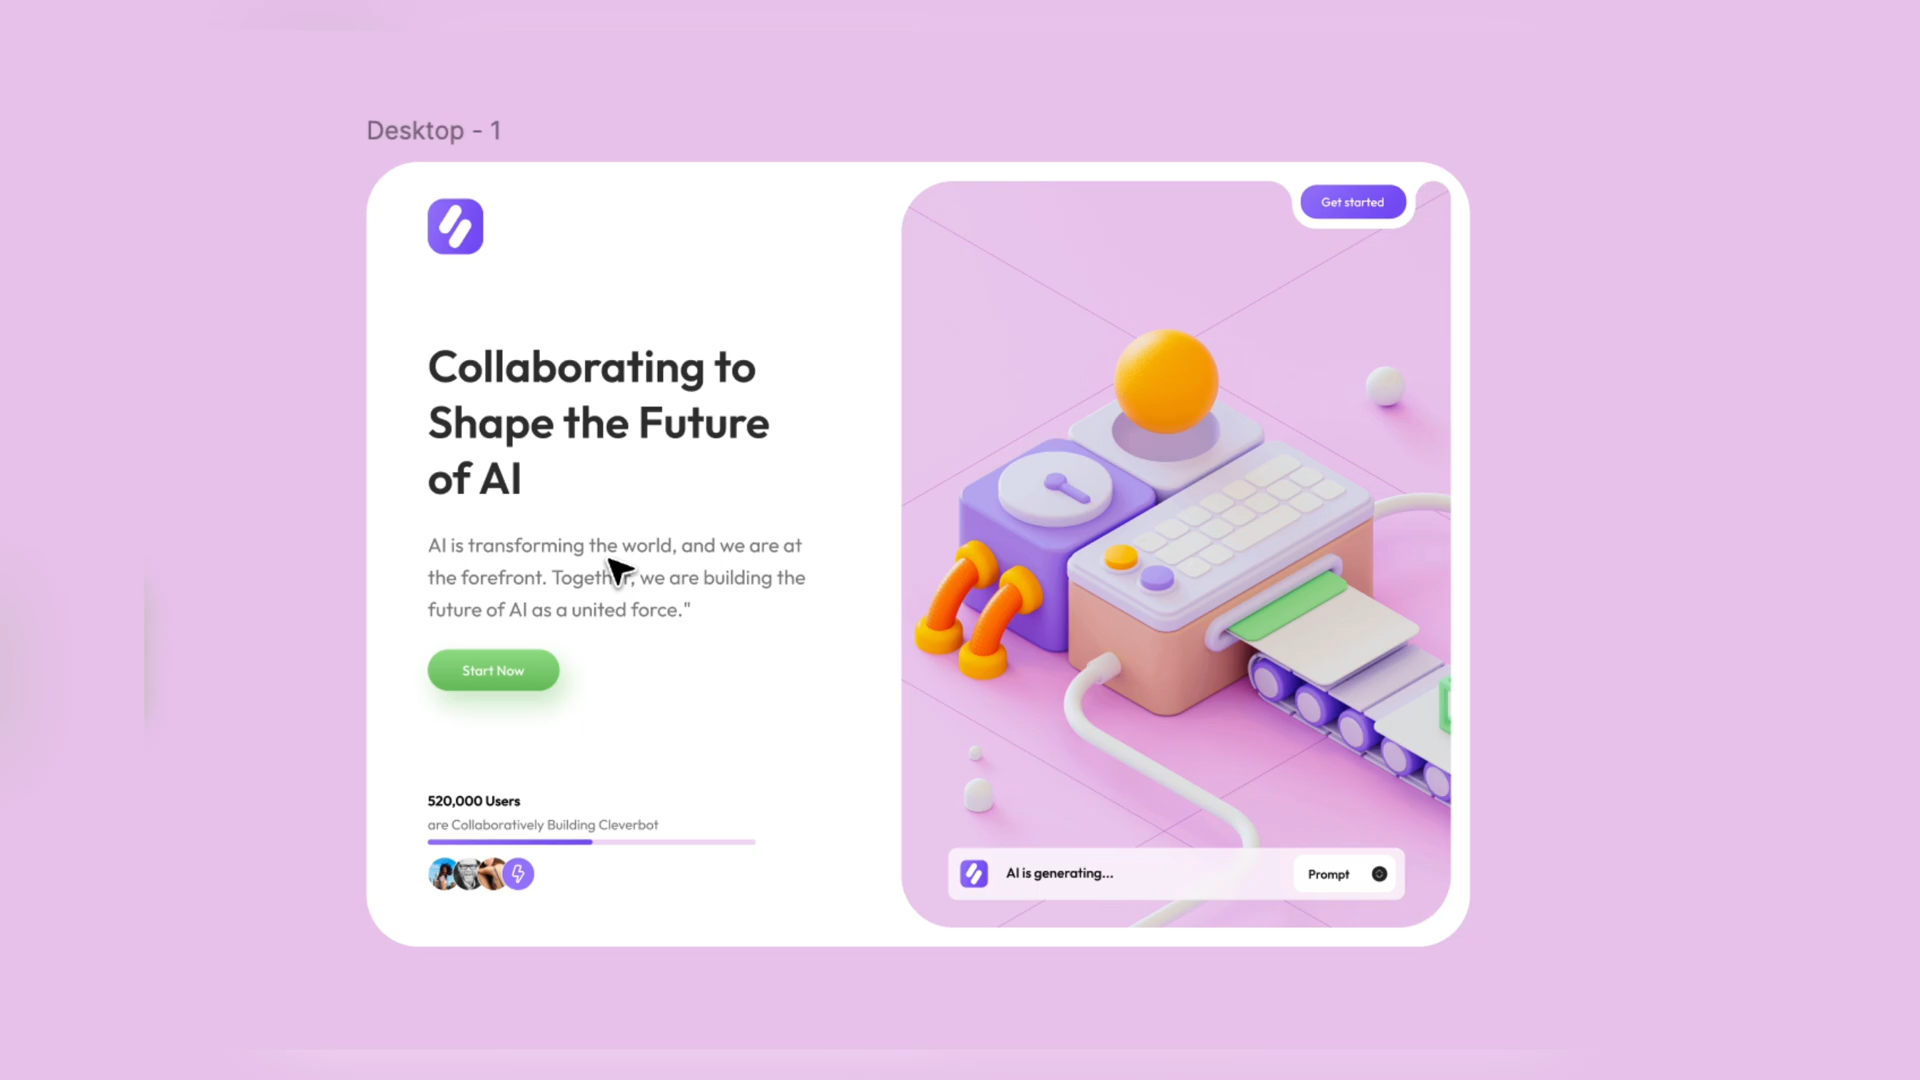 Desktop - 1
Get started
Collaborating to
Shape the Future
of AI
AI is transforming the world, and we are at
the forefront. Together, we are building the
future of AI as a united force."
Start Now
520,000 Users
are Collaboratively Building Cleverbot
AI is generating...
Prompt